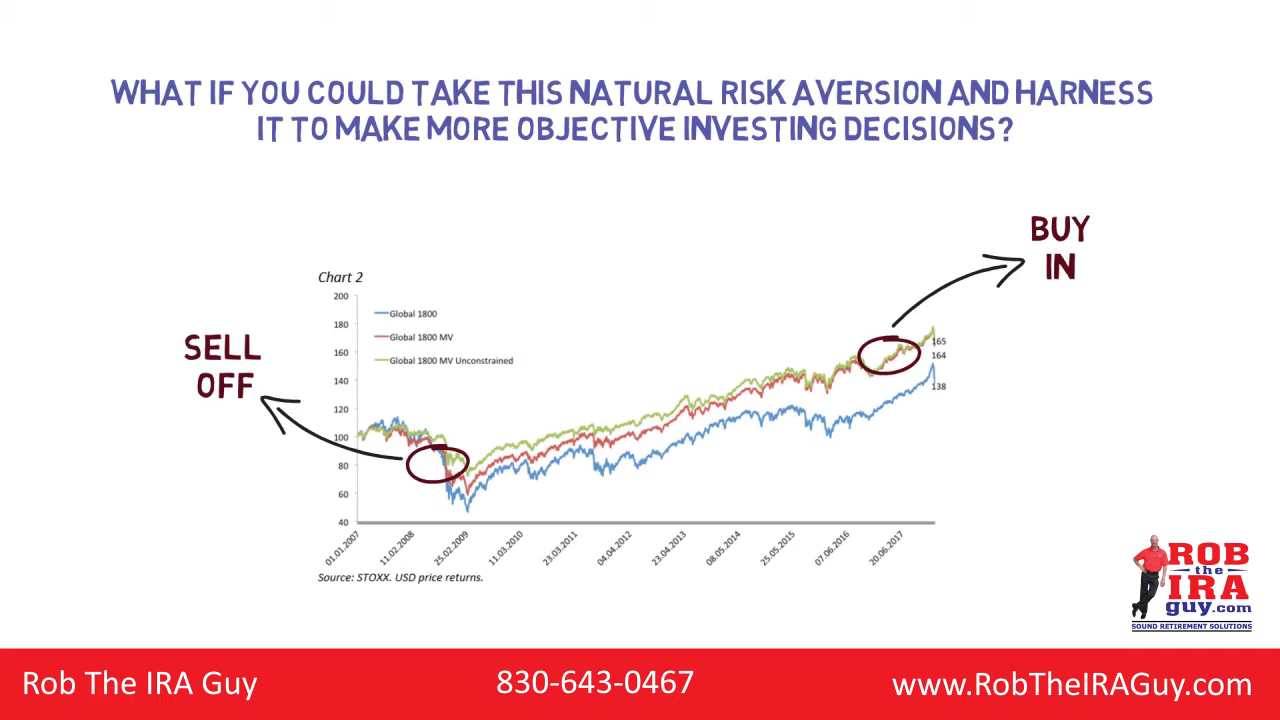 WHAT IF YOU COULD TAKE THIS NATURAL RISK AVERSION AND HARNESS
IT TO MAKE MORE OBJECTIVE INVESTING DECISIONS?
BUY
IN
SELL
OFF
Chart 2
200
180
160
140
120
100
80
60
40
Global 1800
Global 1800 MV
Global 1800 MV Unconstrained
165
164
138
01.01.2007
11.02.2008
25.02.2009
11.03.2010
23.03.2011
04.04.2012
23.04.2013
08.05.2014
25.05.2015
07.06.2016
20.06.2017
Source: STOXX. USD price returns.
ROB
the
IRA
guy.com
SOUND RETIREMENT SOLUTIONS
Rob The IRA Guy
830-643-0467
www.RobTheIRAGuy.com